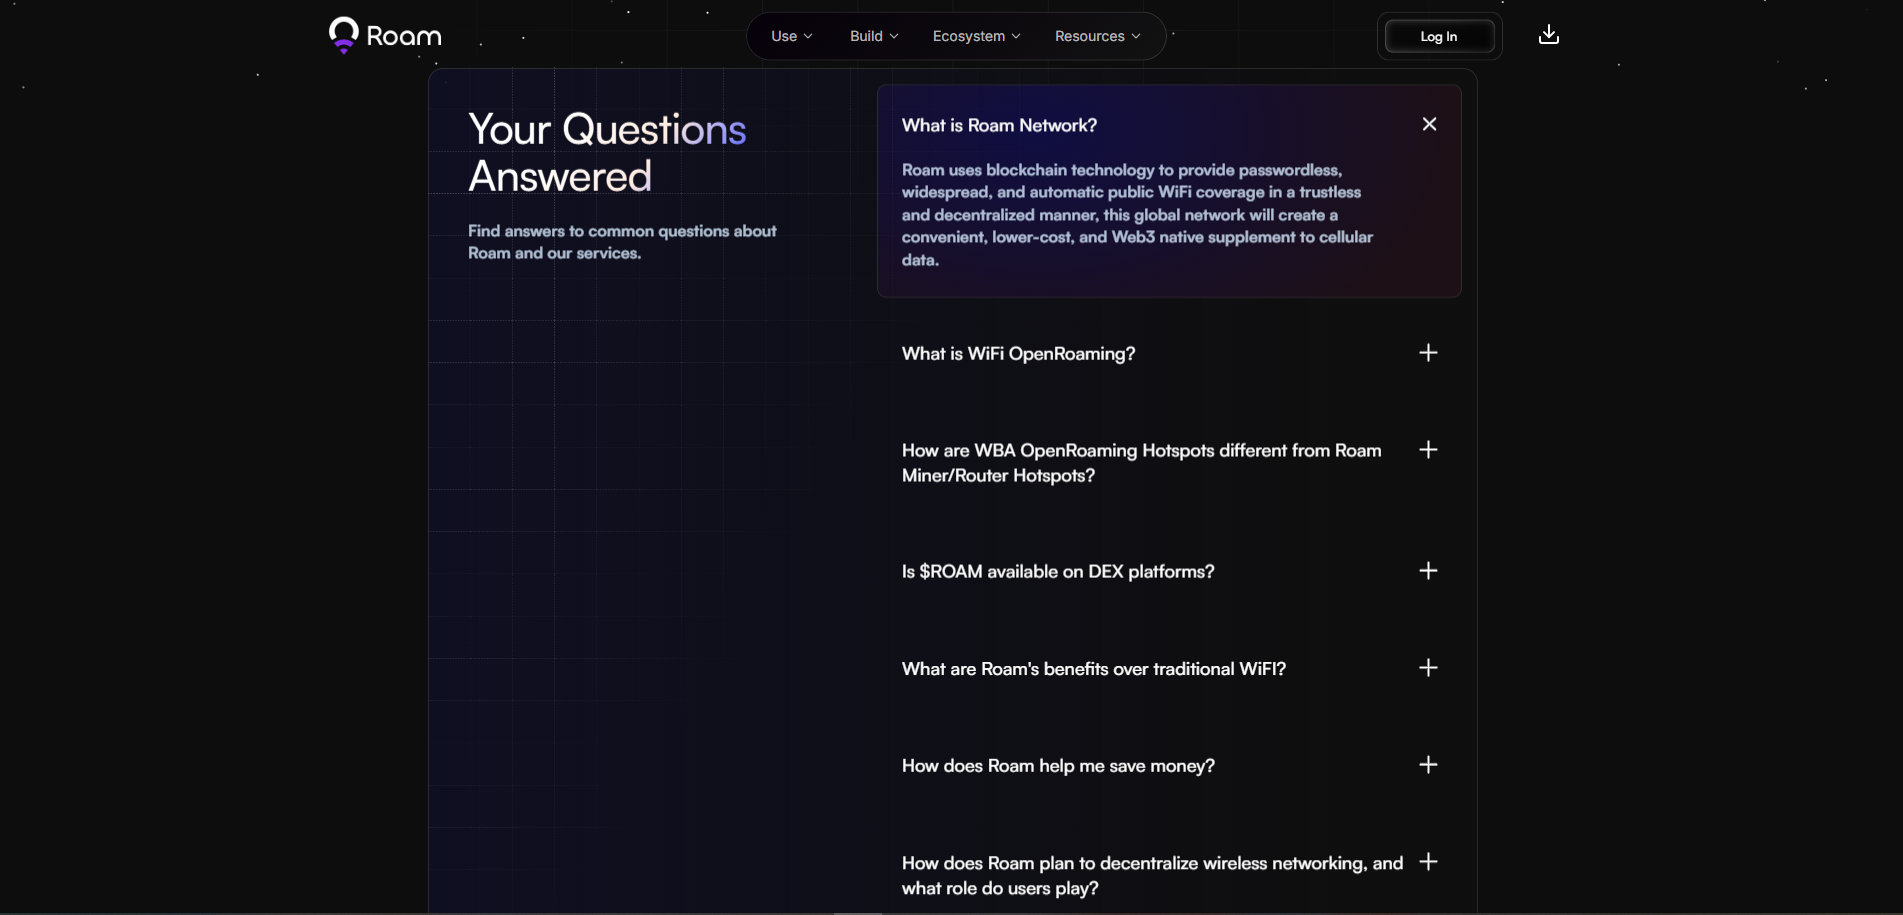 Roam
Use
Build
Ecosystem
Resources
Log In
Your Questions
Answered
Find answers to common questions about
Roam and our services.
What is Roam Network?
Roam uses blockchain technology to provide passwordless,
widespread, and automatic public WiFi coverage in a trustless
and decentralized manner, this global network will create a
convenient, lower-cost, and Web3 native supplement to cellular
data.
What is WiFi OpenRoaming?
How are WBA OpenRoaming Hotspots different from Roam
Miner/Router Hotspots?
Is $ROAM available on DEX platforms?
What are Roam's benefits over traditional WiFI?
How does Roam help me save money?
How does Roam plan to decentralize wireless networking, and
what role do users play?